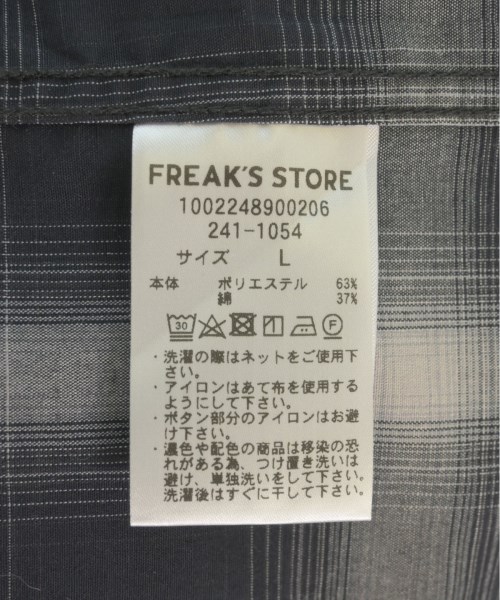 FREAK'S STORE
1002248900206
241-1054
サイズ L
本体 ポリエステル 63%
綿 37%
30 F
・洗濯の際はネットをご使用下
さい。
・アイロンはあて布を使用する
ようにして下さい。
・ボタン部分のアイロンはお避
け下さい。
・濃色や配色の商品は移染の恐
れがある為、つけ置き洗いは
避け、単独洗いをして下さい。
洗濯後はすぐに干して下さい。